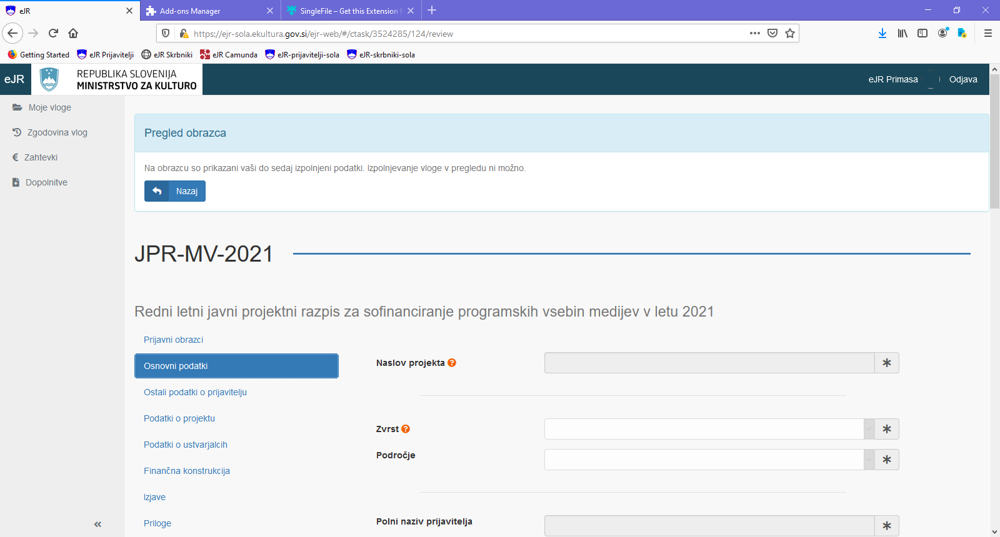 eJR
Add-ons Manager
SingleFile – Get this Extension f
https://ejr-sola.ekultura.gov.si/ejr-web/#/ctask/3524285/124/review
Getting Started
eJR Prijavitelji
eJR Skrbniki
eJR Camunda
eJR-prijavitelji-sola
eJR-skrbniki-sola
eJR
REPUBLIKA SLOVENIJA
MINISTRSTVO ZA KULTURO
eJR Primasa
Odjava
Moje vloge
Zgodovina vlog
€ Zahtevki
Dopolnitve
«
Pregled obrazca
Na obrazcu so prikazani vaši do sedaj izpolnjeni podatki. Izpolnjevanje vloge v pregledu ni možno.
Nazaj
JPR-MV-2021
Redni letni javni projektni razpis za sofinanciranje programskih vsebin medijev v letu 2021
Prijavni obrazci
Osnovni podatki
Ostali podatki o prijavitelju
Podatki o projektu
Podatki o ustvarjalcih
Finančna konstrukcija
Izjave
Priloge
Naslov projekta ?
Zvrst ?
Področje
Polni naziv prijavitelja